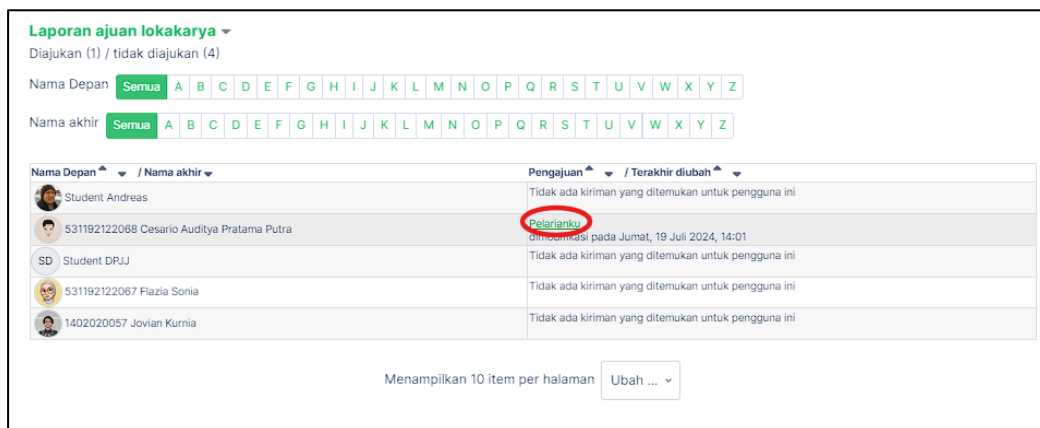 Laporan ajuan lokakarya
Diajukan (1) / tidak diajukan (4)
Nama Depan Semua A B C D E F G H I J K L M N O P Q R S T U V W X Y Z
Nama akhir Semua A B C D E F G H I J K L M N O P Q R S T U V W X Y Z
Nama Depan / Nama akhir Pengajuan / Terakhir diubah
Student Andreas Tidak ada kiriman yang ditemukan untuk pengguna ini
531192122068 Cesario Auditya Pratama Putra Pelarianku
dimodifikasi pada Jumat, 19 Juli 2024, 14:01
SD Student DPJJ Tidak ada kiriman yang ditemukan untuk pengguna ini
531192122067 Flazia Sonia Tidak ada kiriman yang ditemukan untuk pengguna ini
1402020057 Jovian Kurnia Tidak ada kiriman yang ditemukan untuk pengguna ini
Menampilkan 10 item per halaman Ubah ...